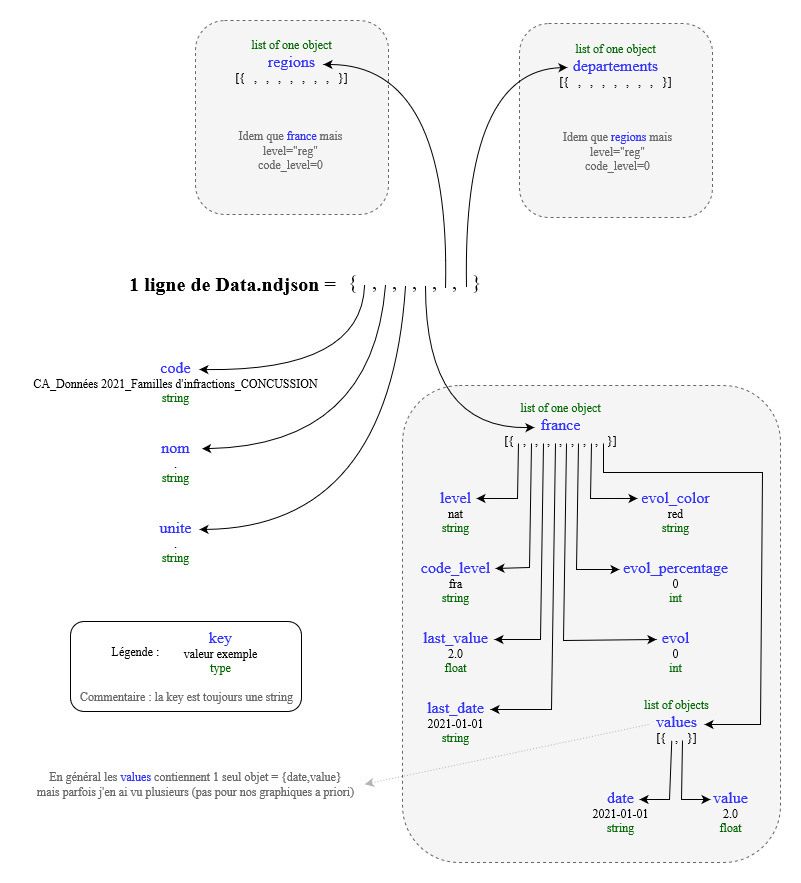 list of one object
regions
[{ , , , , , , , }]
Idem que france mais
level="reg"
code_level=0
list of one object
departements
[{ , , , , , , , }]
Idem que regions mais
level="reg"
code_level=0
1 ligne de Data.ndjson = { , , , , , , }
code
CA_Données 2021_Familles d'infractions_CONCUSSION
string
nom
.
string
unite
.
string
list of one object
france
[{ , , , , , , , }]
level
nat
string
evol_color
red
string
code_level
fra
string
evol_percentage
0
int
last_value
2.0
float
evol
0
int
last_date
2021-01-01
string
list of objects
values
[{ , }]
date
2021-01-01
string
value
2.0
float
Légende :
key
valeur exemple
type
Commentaire : la key est toujours une string
En général les values contiennent 1 seul objet = {date,value}
mais parfois j'en ai vu plusieurs (pas pour nos graphiques a priori)